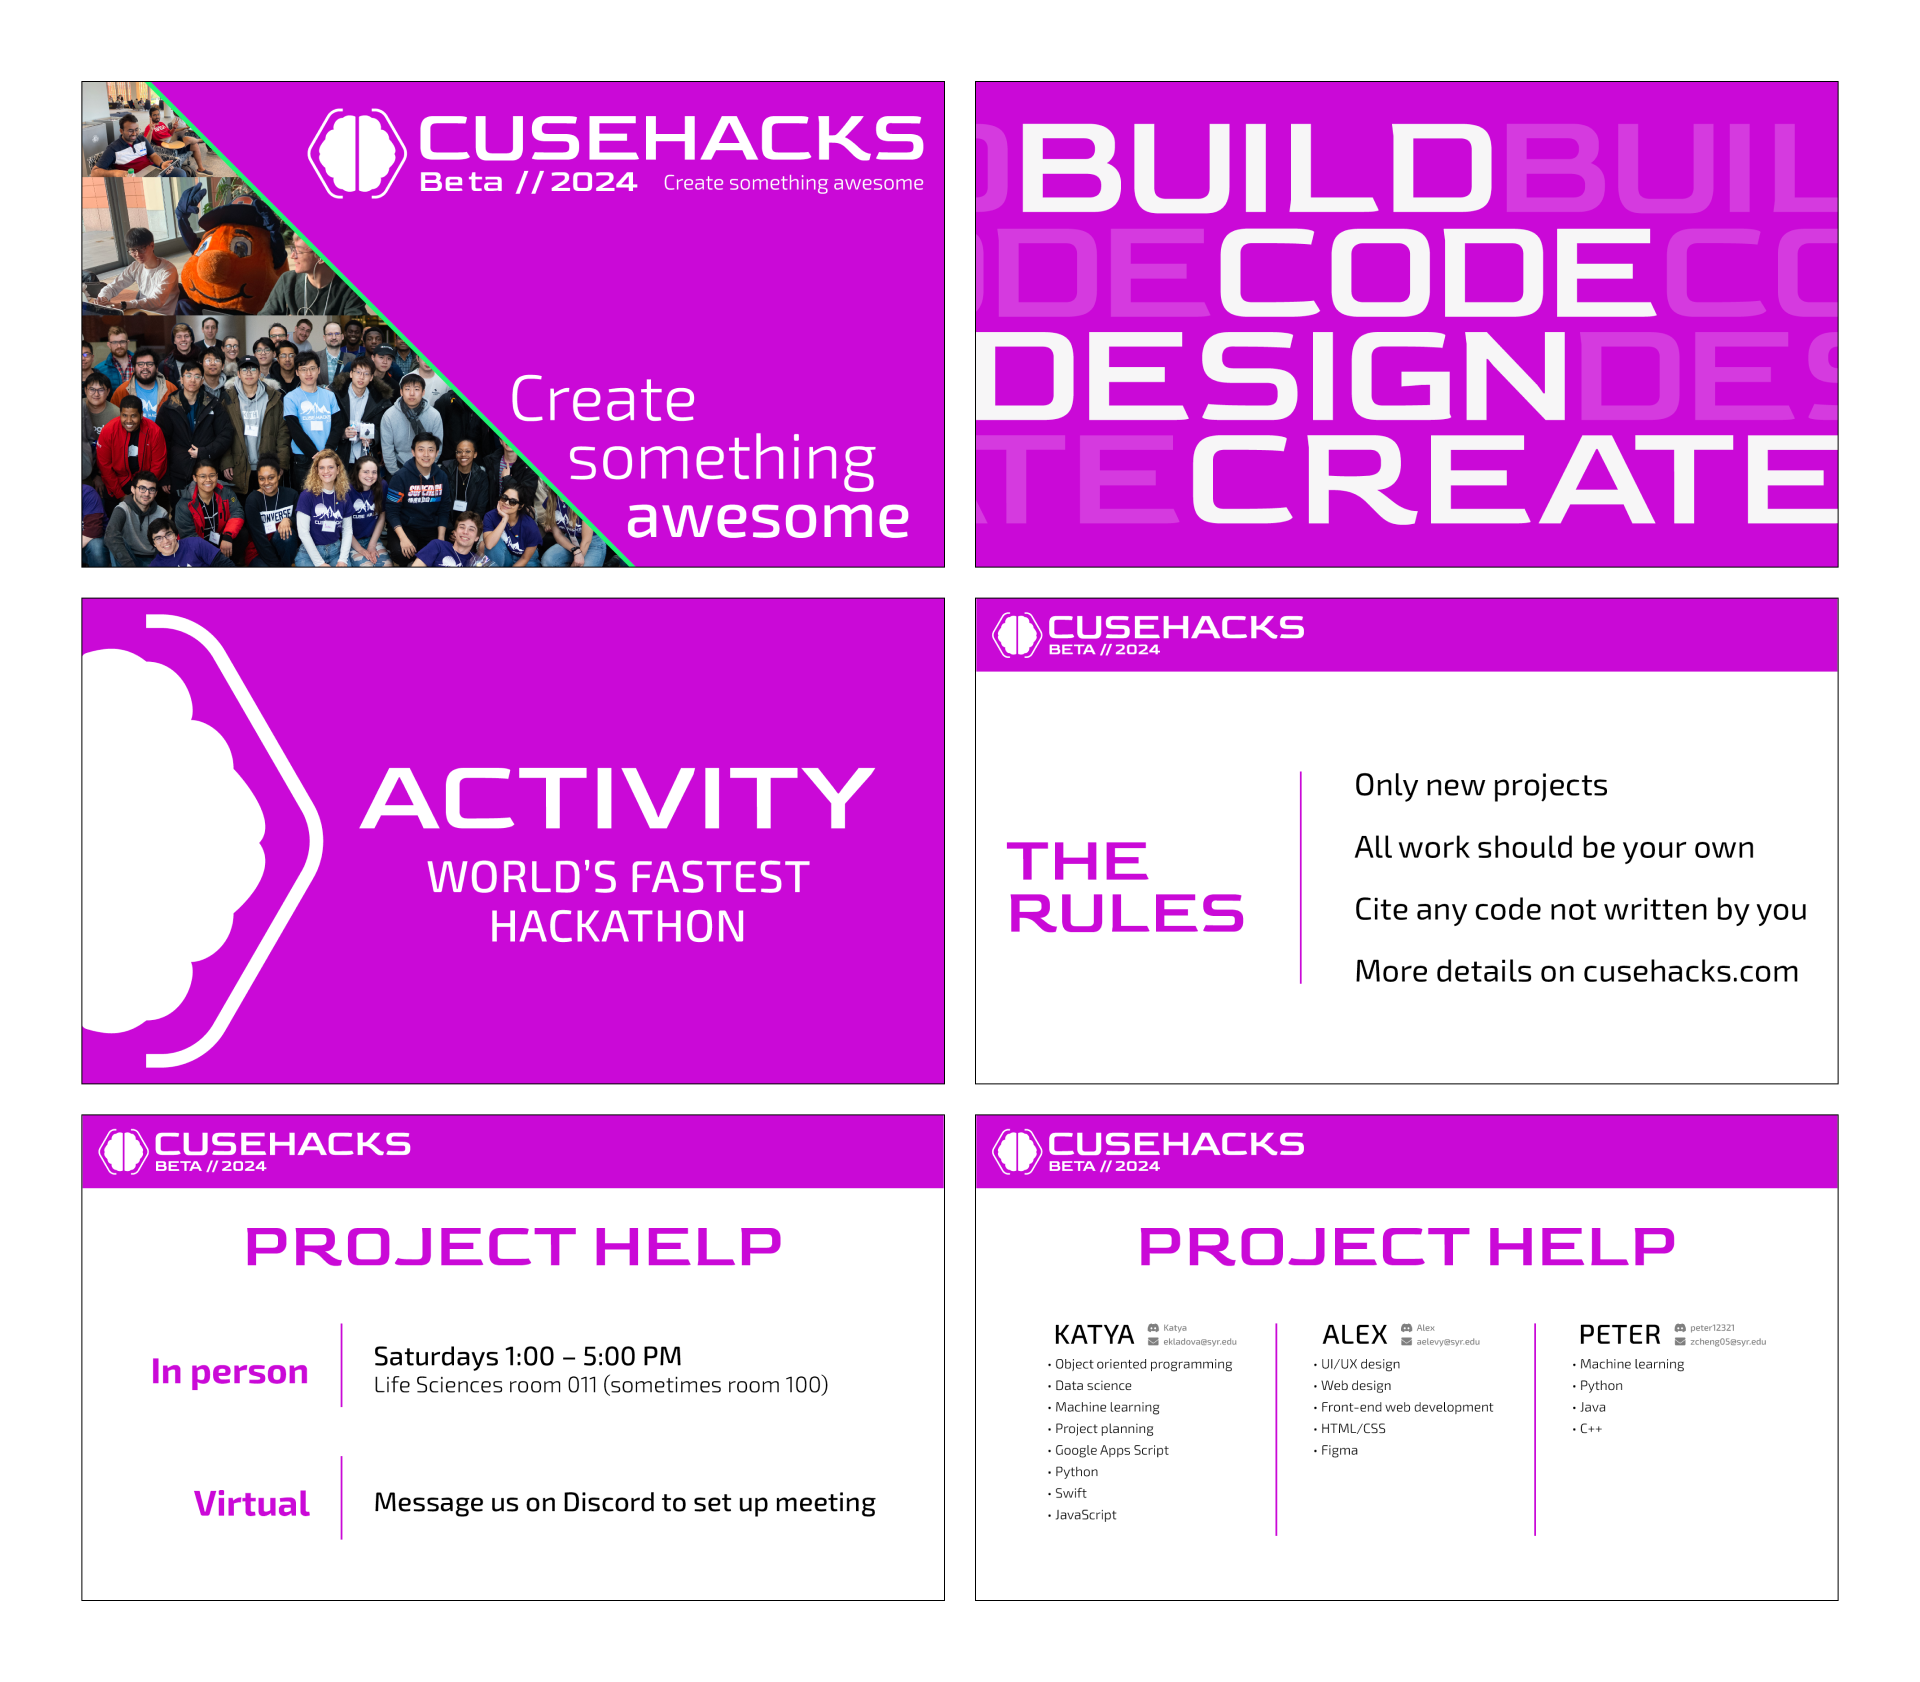 CUSEHACKS
Beta // 2024 Create something awesome
Create
something
awesome
CONVERSE
BUILD BUIL
ODE CODE CO
DESIGN DES
TE CREATE
ACTIVITY
WORLD'S FASTEST
HACKATHON
CUSEHACKS
BETA // 2024
THE
RULES
Only new projects
All work should be your own
Cite any code not written by you
More details on cusehacks.com
CUSEHACKS
BETA // 2024
PROJECT HELP
In person
Saturdays 1:00 – 5:00 PM
Life Sciences room 011 (sometimes room 100)
Virtual
Message us on Discord to set up meeting
CUSEHACKS
BETA // 2024
PROJECT HELP
KATYA
Katya
ekladova@syr.edu
• Object oriented programming
• Data science
• Machine learning
• Project planning
• Google Apps Script
• Python
• Swift
• JavaScript
ALEX
Alex
aelevy@syr.edu
• UI/UX design
• Web design
• Front-end web development
• HTML/CSS
• Figma
PETER
peter12321
zcheng05@syr.edu
• Machine learning
• Python
• Java
• C++